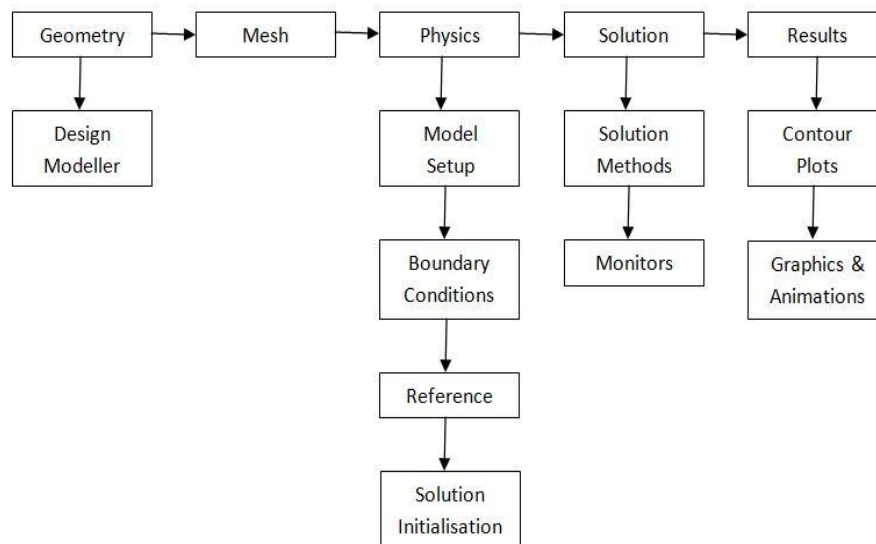 Geometry
Mesh
Physics
Solution
Results
Design
Modeller
Model
Setup
Solution
Methods
Contour
Plots
Boundary
Conditions
Monitors
Graphics &
Animations
Reference
Solution
Initialisation